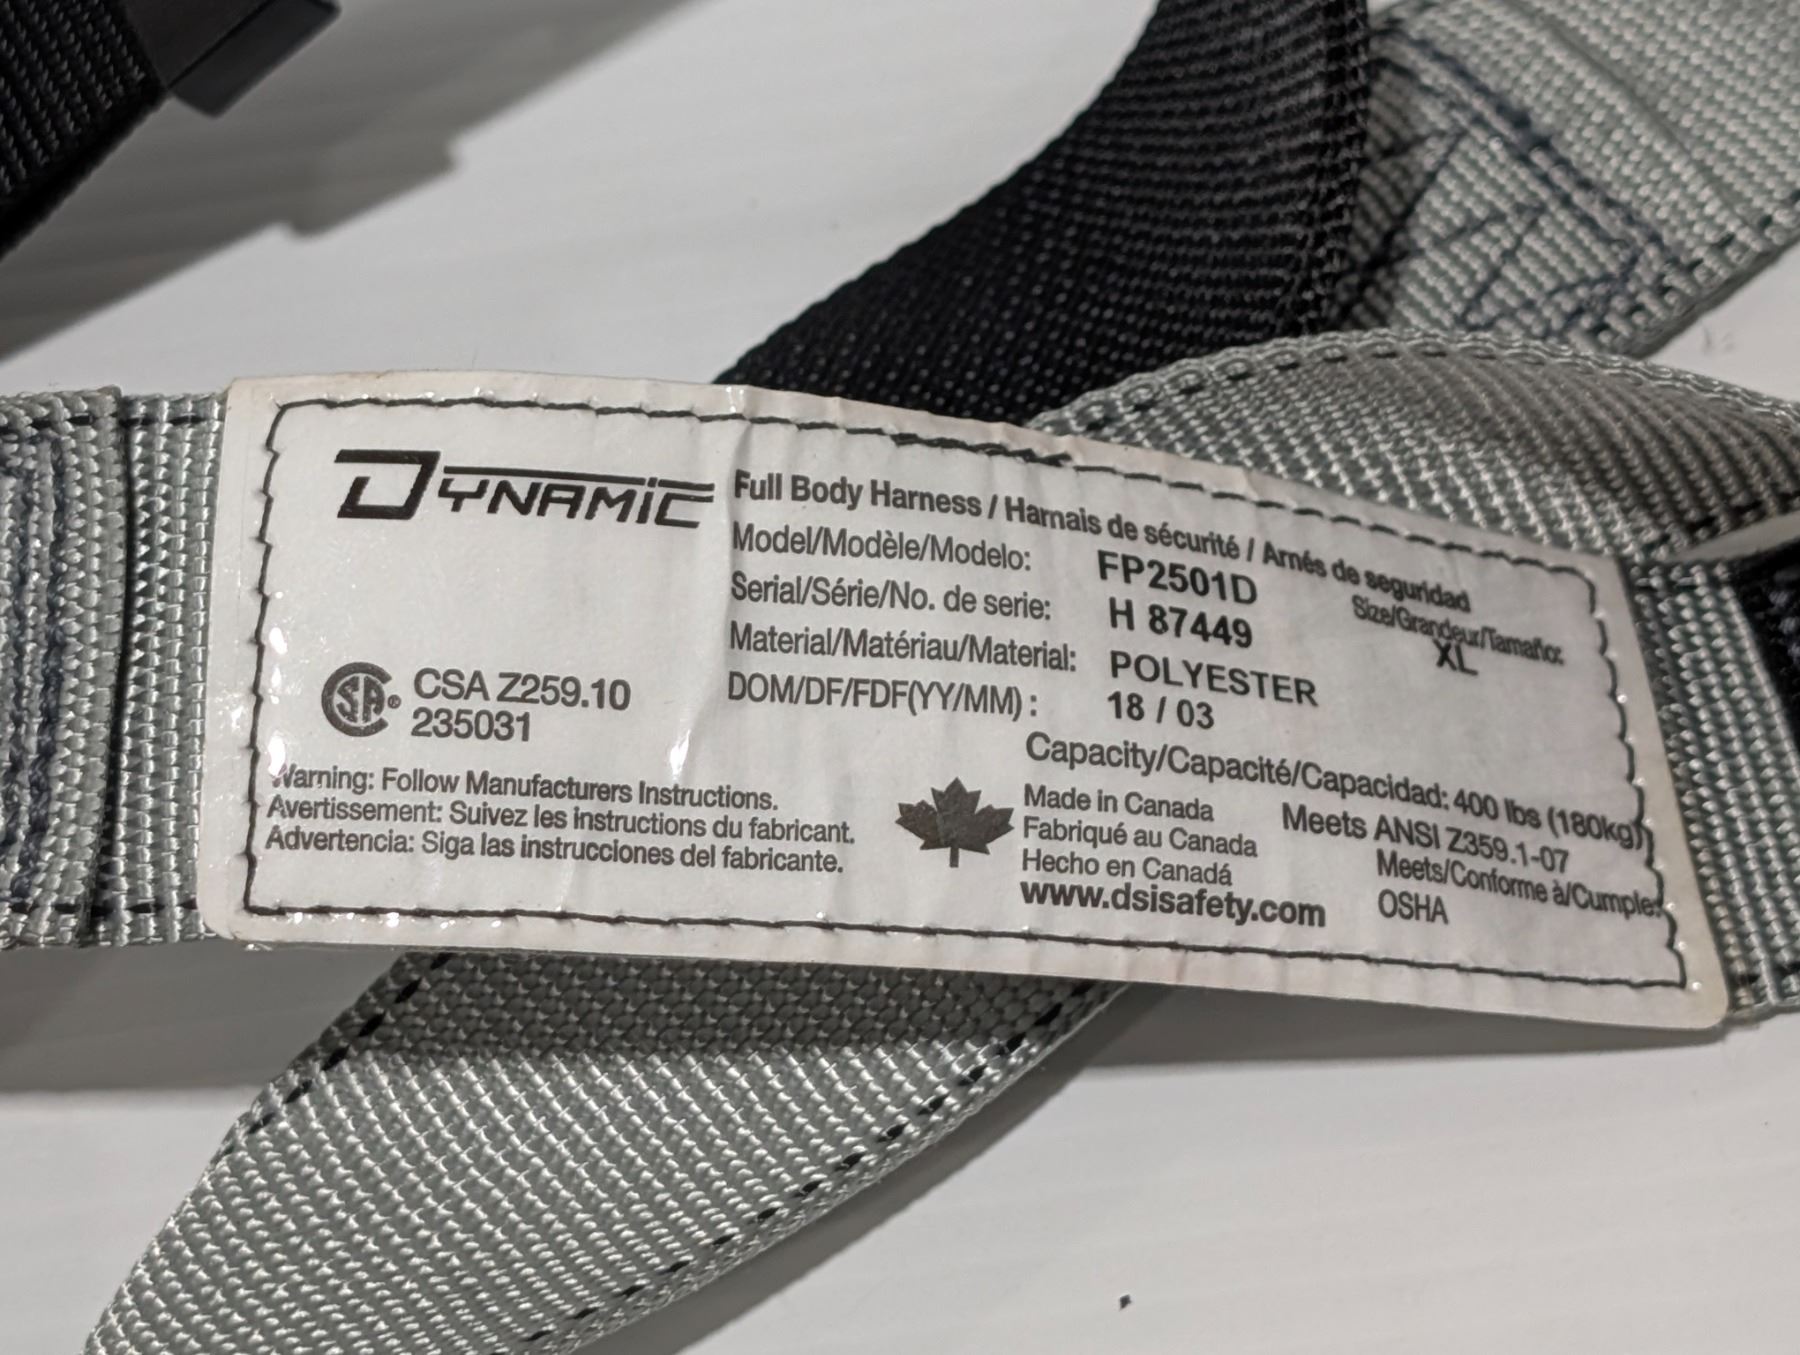 DYNAMIC
Full Body Harness / Harnais de sécurité / Arnés de seguridad
Model/Modèle/Modelo: FP2501D
Size/Grandeur/Tamaño:
XL
Serial/Série/No. de serie: H 87449
Material/Matériau/Material: POLYESTER
DOM/DF/FDF(YY/MM) : 18 / 03
CSA Z259.10
235031
Capacity/Capacité/Capacidad: 400 lbs (180kg)
Warning: Follow Manufacturers Instructions.
Avertissement: Suivez les instructions du fabricant.
Advertencia: Siga las instrucciones del fabricante.
Made in Canada
Fabriqué au Canada
Hecho en Canadá
www.dsisafety.com
Meets ANSI Z359.1-07
Meets/Conforme à/Cumple:
OSHA